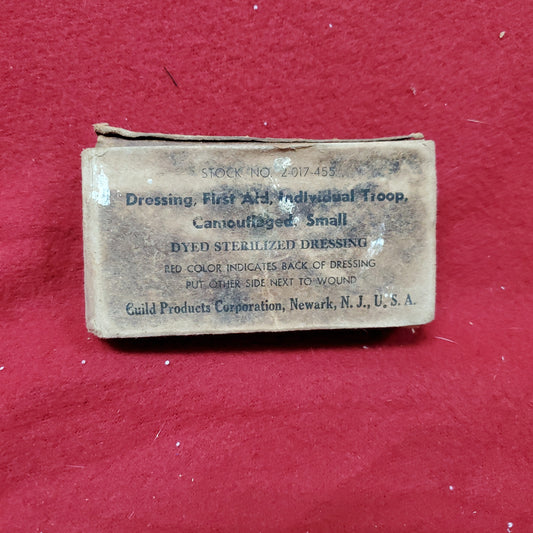 STOCK NO. 2-017-455
Dressing, First Aid, Individual Troop,
Camouflaged, Small
DYED STERILIZED DRESSING
RED COLOR INDICATES BACK OF DRESSING
PUT OTHER SIDE NEXT TO WOUND
Guild Products Corporation, Newark, N. J., U. S. A.